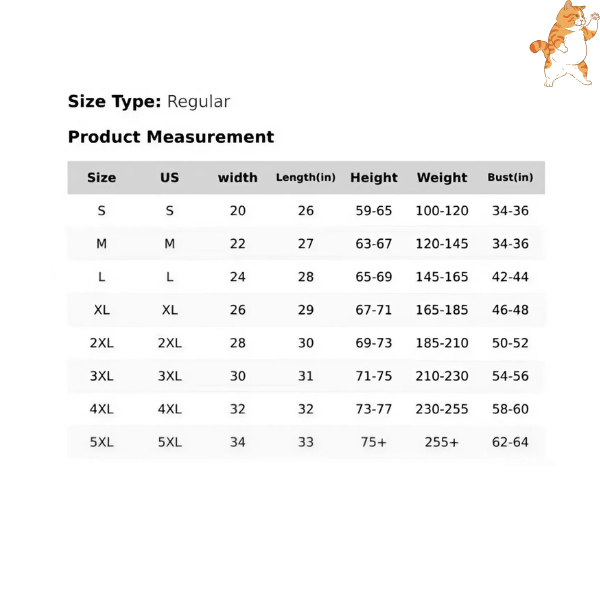 Size Type: Regular
Product Measurement
Size US width Length(in) Height Weight Bust(in)
S S 20 26 59-65 100-120 34-36
M M 22 27 63-67 120-145 34-36
L L 24 28 65-69 145-165 42-44
XL XL 26 29 67-71 165-185 46-48
2XL 2XL 28 30 69-73 185-210 50-52
3XL 3XL 30 31 71-75 210-230 54-56
4XL 4XL 32 32 73-77 230-255 58-60
5XL 5XL 34 33 75+ 255+ 62-64